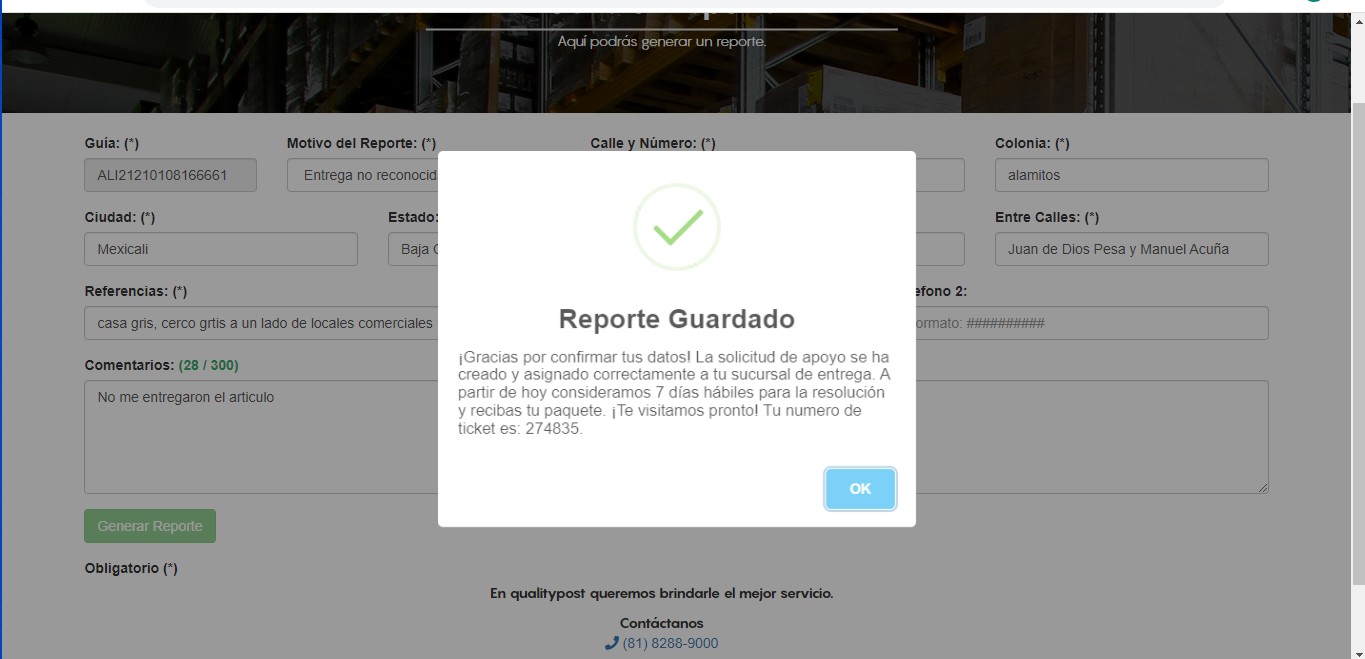 Aquí podrás generar un reporte.
Guía: (*)
Motivo del Reporte: (*)
Calle y Número: (*)
Colonia: (*)
ALI21210108166661
Entrega no reconocid
alamitos
Ciudad: (*)
Estado:
Entre Calles: (*)
Mexicali
Baja
Juan de Dios Pesa y Manuel Acuña
Referencias: (*)
efono 2:
casa gris, cerco grtis a un lado de locales comerciales
ormato: ##########
Comentarios: (28 / 300)
No me entregaron el articulo
Reporte Guardado
¡Gracias por confirmar tus datos! La solicitud de apoyo se ha
creado y asignado correctamente a tu sucursal de entrega. A
partir de hoy consideramos 7 días hábiles para la resolución
y recibas tu paquete. ¡Te visitamos pronto! Tu numero de
ticket es: 274835.
OK
Generar Reporte
Obligatorio (*)
En qualitypost queremos brindarle el mejor servicio.
Contáctanos
(81) 8288-9000